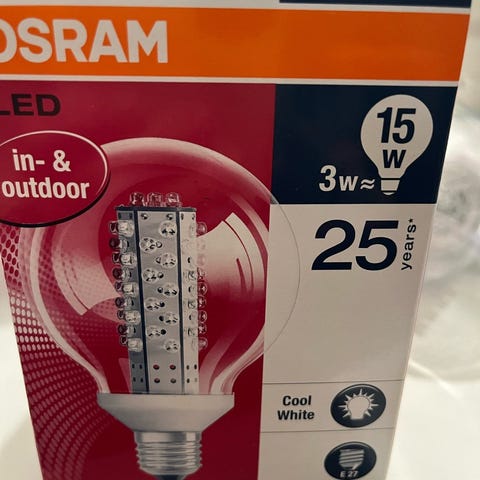 OSRAM
LED
in- &
outdoor
15
W
3w≈
25
years*
Cool
White
E 27